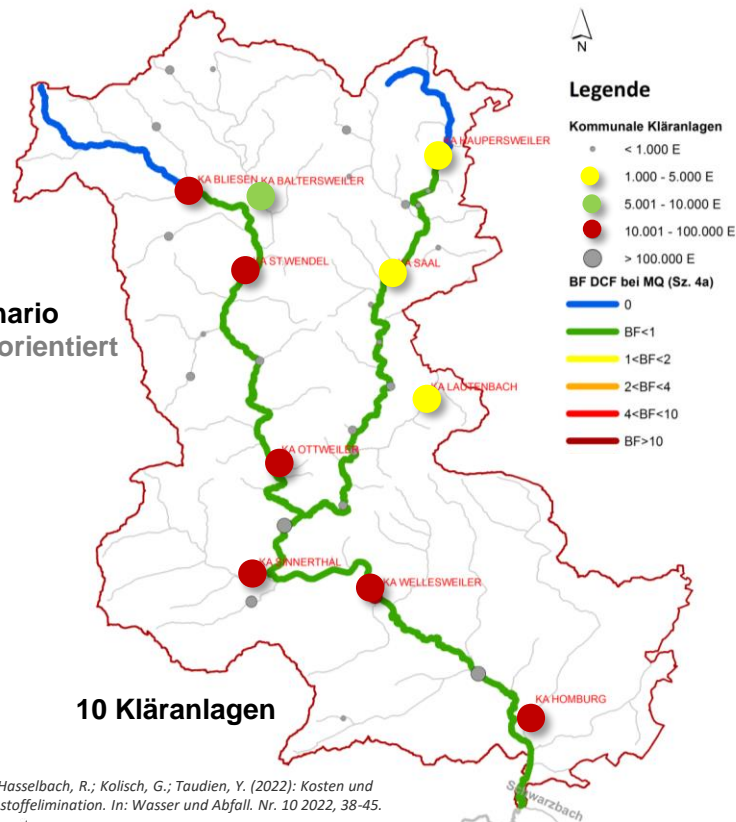 N
Legende
Kommunale Kläranlagen
< 1.000 E
1.000 - 5.000 E
5.001 - 10.000 E
10.001 - 100.000 E
> 100.000 E
BF DCF bei MQ (Sz. 4a)
0
BF<1
1<BF<2
2<BF<4
4<BF<10
BF>10
KA HAUPERSWEILER
KA BLIESEN
KA BALTERSWEILER
KA ST.WENDEL
KA SAAL
nario
orientiert
KA LAUTENBACH
KA OTTWEILER
KA SINNERTHAL
KA WELLESWEILER
KA HOMBURG
10 Kläranlagen
Schwarzbach
Hasselbach, R.; Kolisch, G.; Taudien, Y. (2022): Kosten und
stoffelimination. In: Wasser und Abfall. Nr. 10 2022, 38-45.